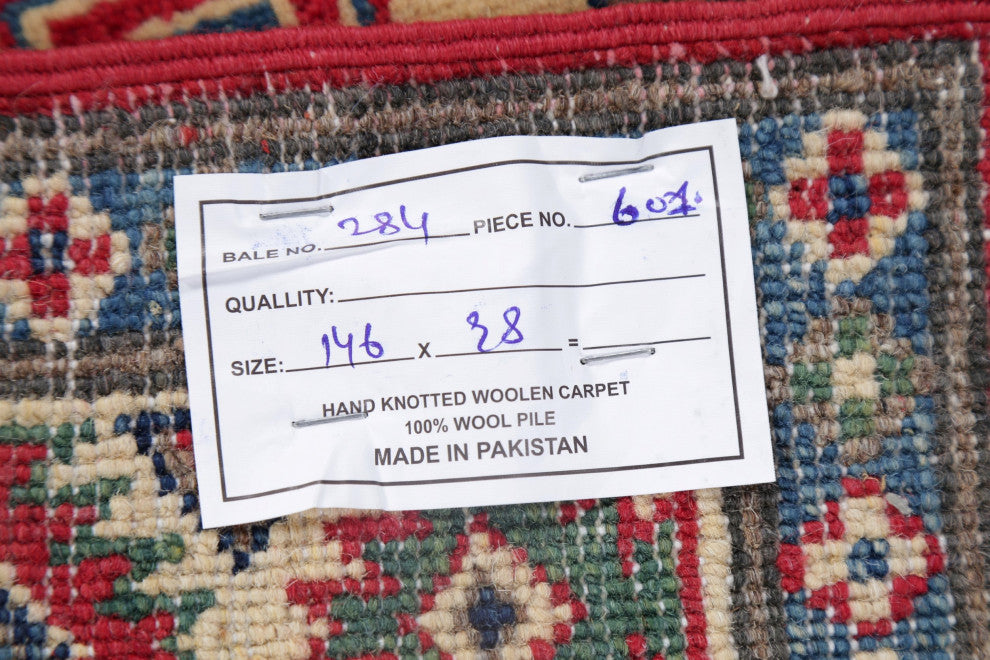 BALE NO. 284 PIECE NO.
QUALLITY:
SIZE: 146 X 38 =
HAND KNOTTED WOOLEN CARPET
100% WOOL PILE
MADE IN PAKISTAN